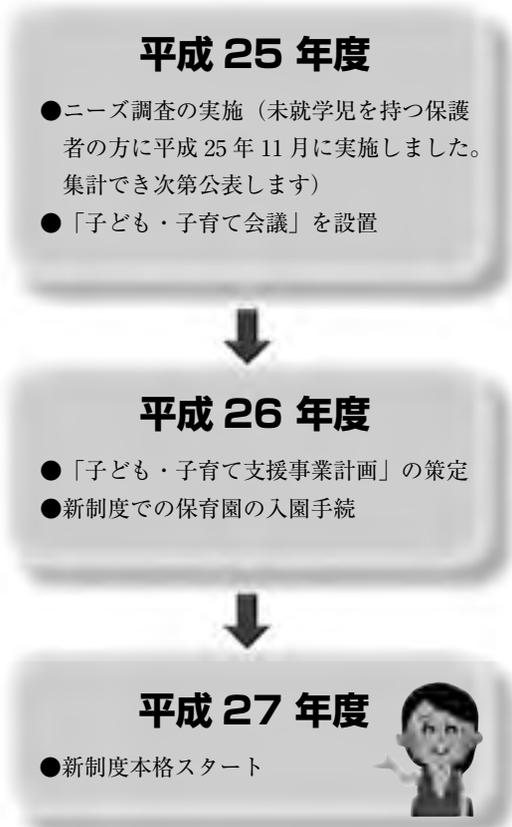 平成 25 年度
●ニーズ調査の実施（未就学児を持つ保護
者の方に平成 25 年 11 月に実施しました。
集計でき次第公表します）
●「子ども・子育て会議」を設置
平成 26 年度
●「子ども・子育て支援事業計画」の策定
●新制度での保育園の入園手続
平成 27 年度
●新制度本格スタート